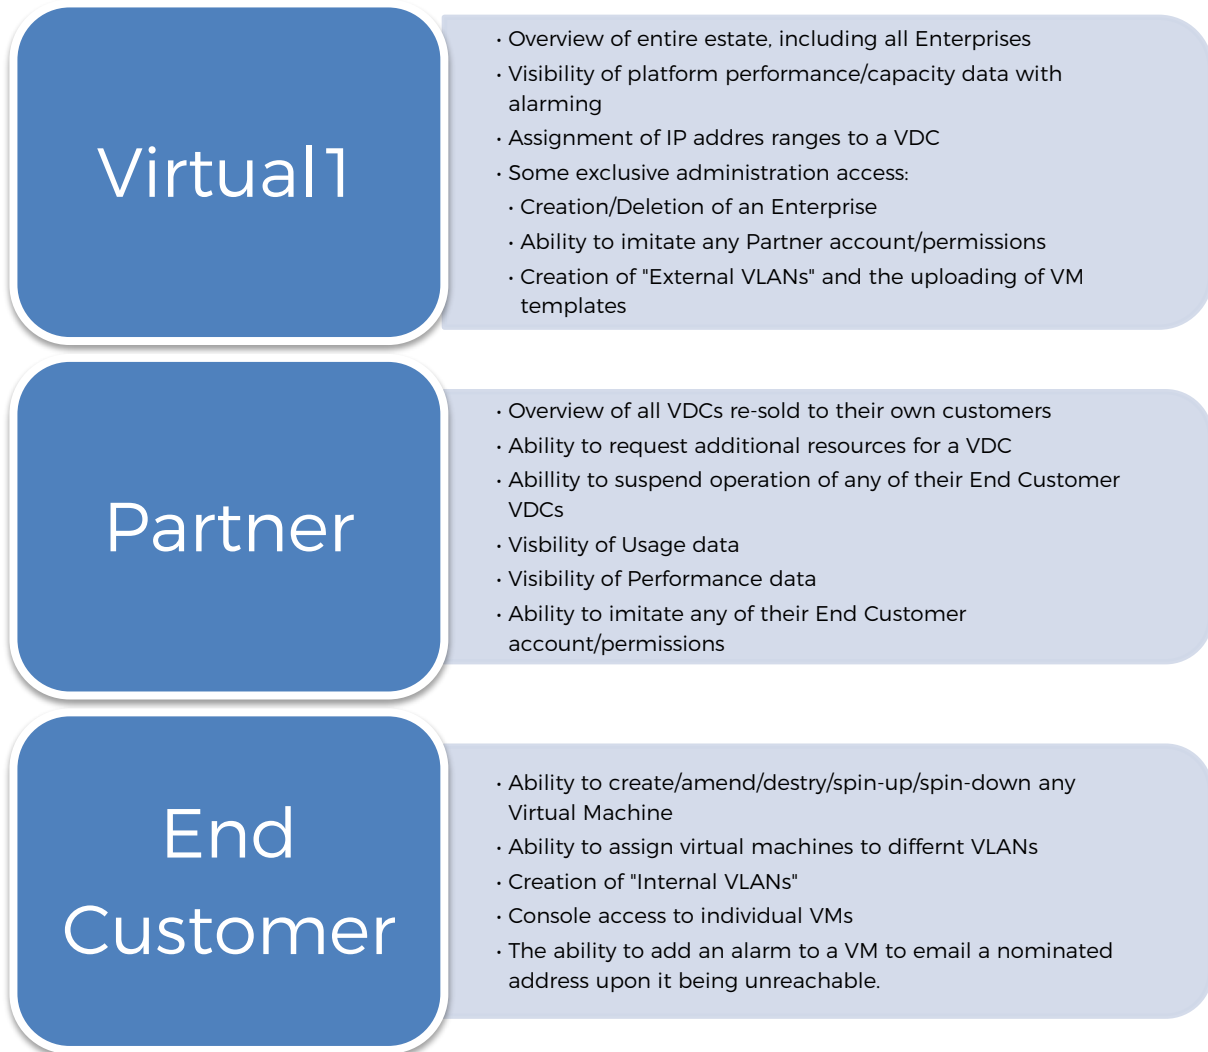 Virtual1
• Overview of entire estate, including all Enterprises
• Visibility of platform performance/capacity data with
alarming
• Assignment of IP addres ranges to a VDC
• Some exclusive administration access:
• Creation/Deletion of an Enterprise
• Ability to imitate any Partner account/permissions
• Creation of "External VLANs" and the uploading of VM
templates
Partner
• Overview of all VDCs re-sold to their own customers
• Ability to request additional resources for a VDC
• Abillity to suspend operation of any of their End Customer
VDCs
• Visbility of Usage data
• Visibility of Performance data
• Ability to imitate any of their End Customer
account/permissions
End
Customer
• Ability to create/amend/destry/spin-up/spin-down any
Virtual Machine
• Ability to assign virtual machines to differnt VLANs
• Creation of "Internal VLANs"
• Console access to individual VMs
• The ability to add an alarm to a VM to email a nominated
address upon it being unreachable.